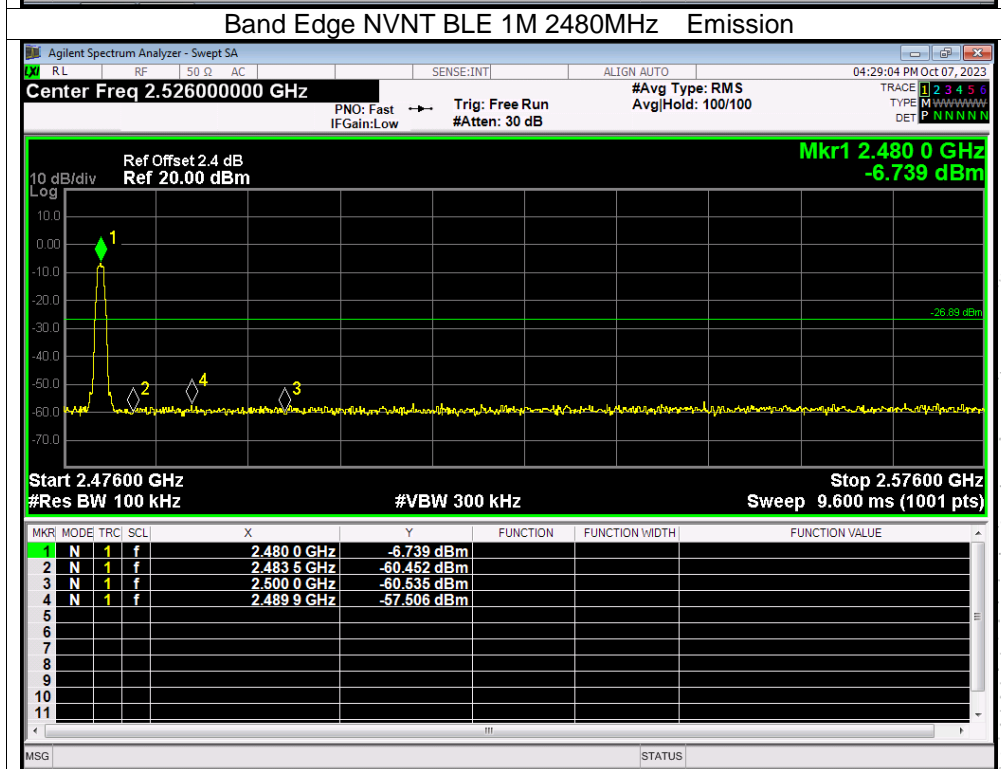 Band Edge NVNT BLE 1M 2480MHz Emission
Agilent Spectrum Analyzer - Swept SA
LXI RL RF 50 Ω AC SENSE:INT ALIGN AUTO 04:29:04 PM Oct 07, 2023
Center Freq 2.526000000 GHz #Avg Type: RMS TRACE 1 2 3 4 5 6
PNO: Fast Trig: Free Run Avg|Hold: 100/100 TYPE M WWWWW
IFGain:Low #Atten: 30 dB DET P N N N N N
Mkr1 2.480 0 GHz
Ref Offset 2.4 dB
10 dB/div Ref 20.00 dBm -6.739 dBm
Log
10.0
0.00
1
-10.0
-20.0
-26.89 dBm
-30.0
-40.0
-50.0
2 4 3
-60.0
-70.0
Start 2.47600 GHz Stop 2.57600 GHz
#Res BW 100 kHz #VBW 300 kHz Sweep 9.600 ms (1001 pts)
MKR MODE TRC SCL X Y FUNCTION FUNCTION WIDTH FUNCTION VALUE
1 N 1 f 2.480 0 GHz -6.739 dBm
2 N 1 f 2.483 5 GHz -60.452 dBm
3 N 1 f 2.500 0 GHz -60.535 dBm
4 N 1 f 2.489 9 GHz -57.506 dBm
5
6
7
8
9
10
11
MSG STATUS